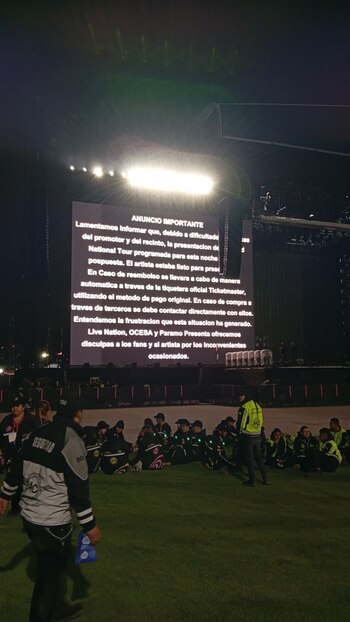 ANUNCIO IMPORTANTE
Lamentamos informar que, debido a dificultade
del promotor y del recinto, la presentacion de
National Tour programada para esta noche
pospuesta. El artista estaba listo para pres
En Caso de reembolso se llevara a cabo de manera
automatica a traves de la tiquetera oficial Ticketmaster,
utilizando el metodo de pago original. En caso de compra a
traves de terceros se debe contactar directamente con ellos.
Entendemos la frustracion que esta situacion ha generado.
Live Nation, OCESA y Paramo Presenta ofrecemos
disculpas a los fans y al artista por los inconvenientes
ocasionados.